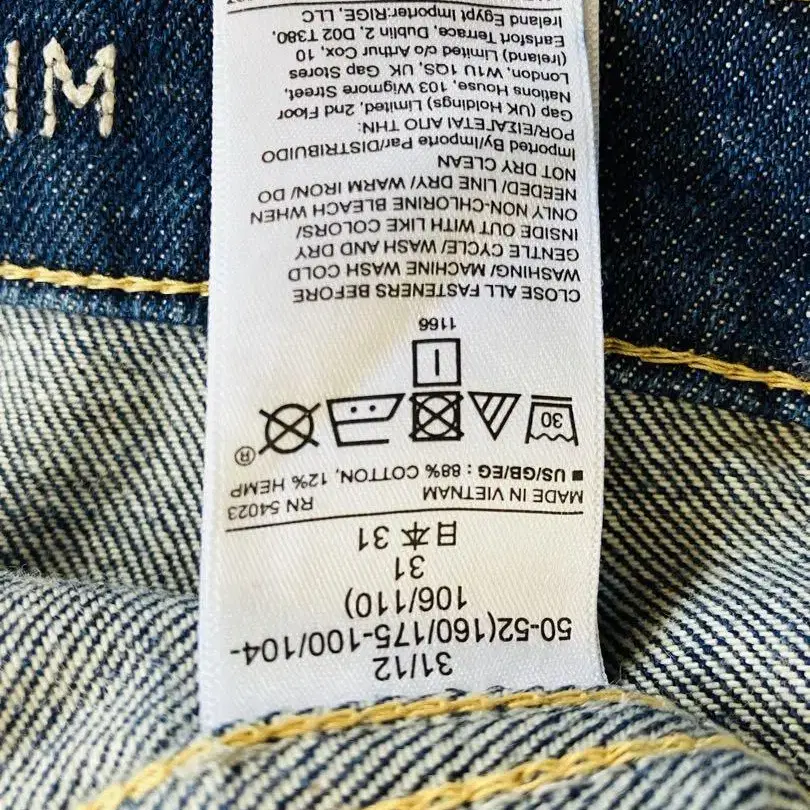 IM
31/12
50-52(160/175-100/104-
106/110)
31
日本 31
MADE IN VIETNAM RN 54023
■ US/GB/EG : 88% COTTON, 12% HEMP
®
30
1166
CLOSE ALL FASTENERS BEFORE
WASHING/ MACHINE WASH COLD
GENTLE CYCLE/ WASH AND DRY
INSIDE OUT WITH LIKE COLORS/
ONLY NON-CHLORINE BLEACH WHEN
NEEDED/ LINE DRY/ WARM IRON/ DO
NOT DRY CLEAN
Imported By/Importe Par/DISTRIBUIDO
POR/ΕΙΣΑΓΕΤΑΙ ΑΠΟ ΤΗΝ:
Gap (UK Holdings) Limited, 2nd Floor
Nations House, 103 Wigmore Street,
London, W1U 1QS, UK Gap Stores
(Ireland) Limited c/o Arthur Cox, 10
Earlsfort Terrace, Dublin 2, D02 T380,
Ireland Egypt Importer:RIGE, LLC